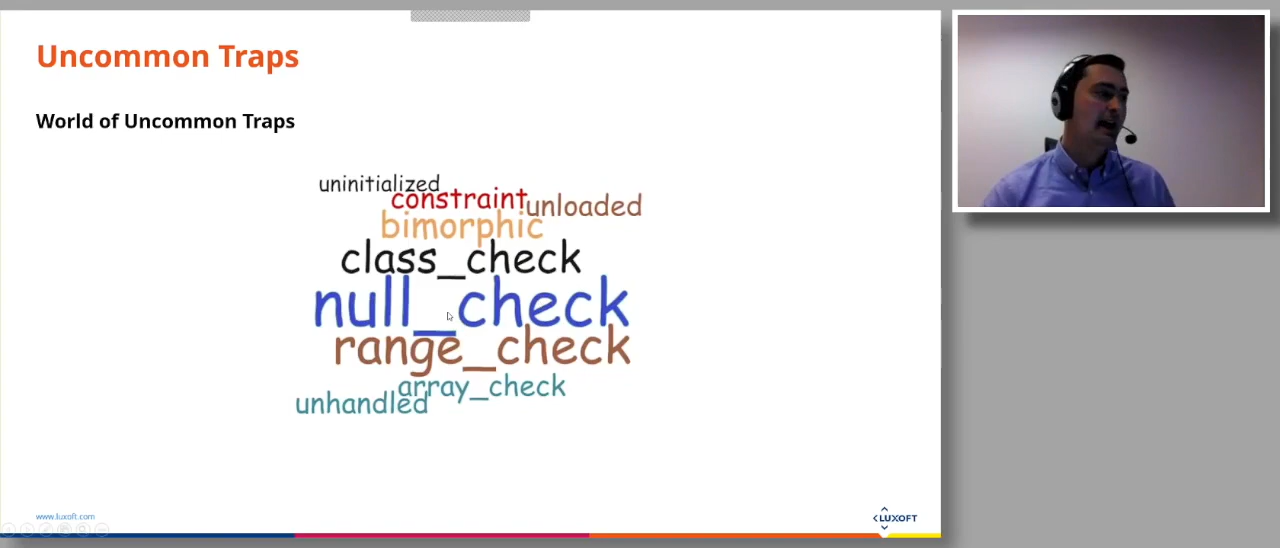 Uncommon Traps
World of Uncommon Traps
uninitialized
constraint
unloaded
bimorphic
class_check
null_check
range_check
array_check
unhandled
www.luxoft.com
LUXOFT